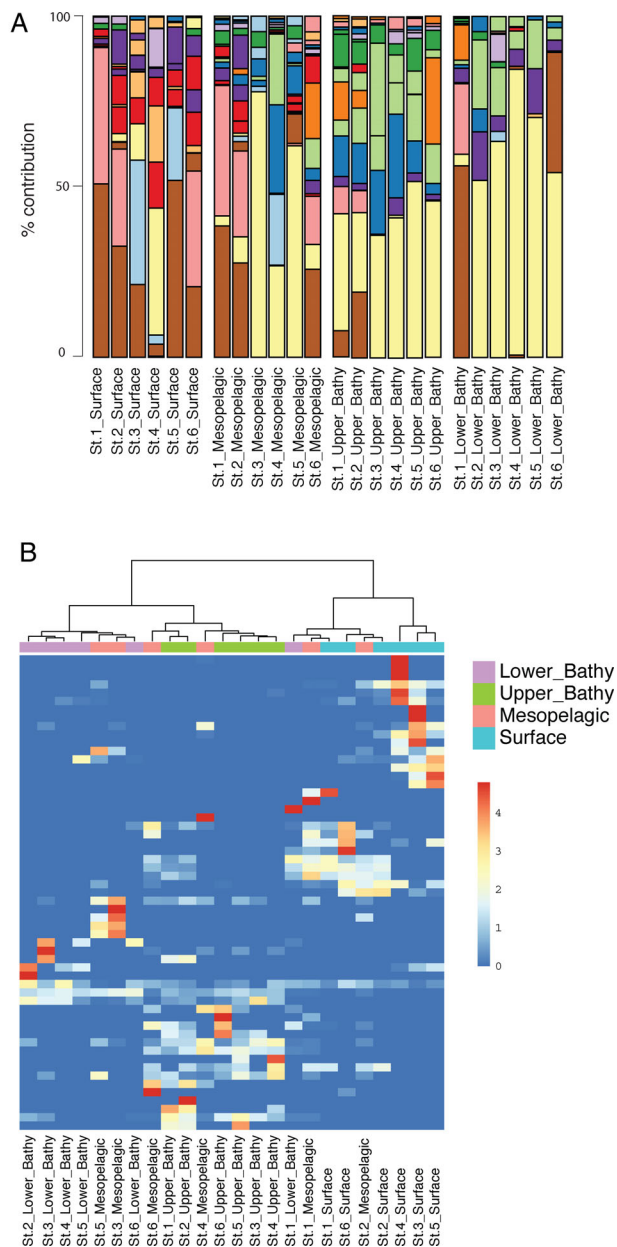 A
100
% contribution
50
0
St.1_Surface
St.2_Surface
St.3_Surface
St.4_Surface
St.5_Surface
St.6_Surface
St.1_Mesopelagic
St.2_Mesopelagic
St.3_Mesopelagic
St.4_Mesopelagic
St.5_Mesopelagic
St.6_Mesopelagic
St.1_Upper_Bathy
St.2_Upper_Bathy
St.3_Upper_Bathy
St.4_Upper_Bathy
St.5_Upper_Bathy
St.6_Upper_Bathy
St.1_Lower_Bathy
St.2_Lower_Bathy
St.3_Lower_Bathy
St.4_Lower_Bathy
St.5_Lower_Bathy
St.6_Lower_Bathy
B
Lower_Bathy
Upper_Bathy
Mesopelagic
Surface
4
3
2
1
0
St.2_Lower_Bathy
St.3_Lower_Bathy
St.4_Lower_Bathy
St.5_Lower_Bathy
St.5_Mesopelagic
St.3_Mesopelagic
St.6_Lower_Bathy
St.6_Mesopelagic
St.1_Upper_Bathy
St.2_Upper_Bathy
St.4_Mesopelagic
St.6_Upper_Bathy
St.5_Upper_Bathy
St.3_Upper_Bathy
St.4_Upper_Bathy
St.1_Lower_Bathy
St.1_Mesopelagic
St.1_Surface
St.6_Surface
St.2_Mesopelagic
St.2_Surface
St.4_Surface
St.3_Surface
St.5_Surface